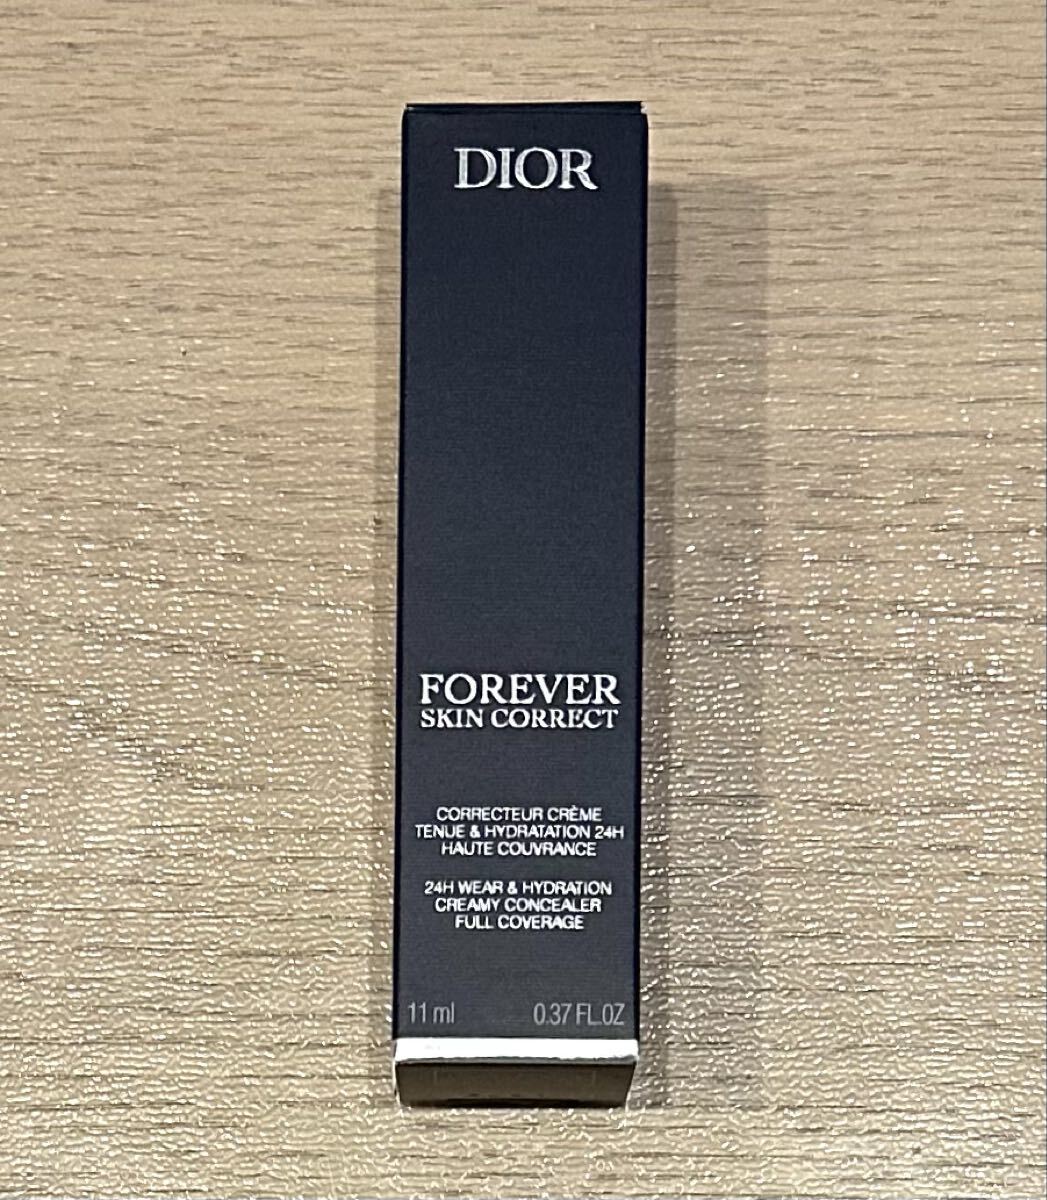 DIOR
FOREVER
SKIN CORRECT
CORRECTEUR CRÈME
TENUE & HYDRATATION 24H
HAUTE COUVRANCE
24H WEAR & HYDRATION
CREAMY CONCEALER
FULL COVERAGE
11 ml 0.37 FL.OZ